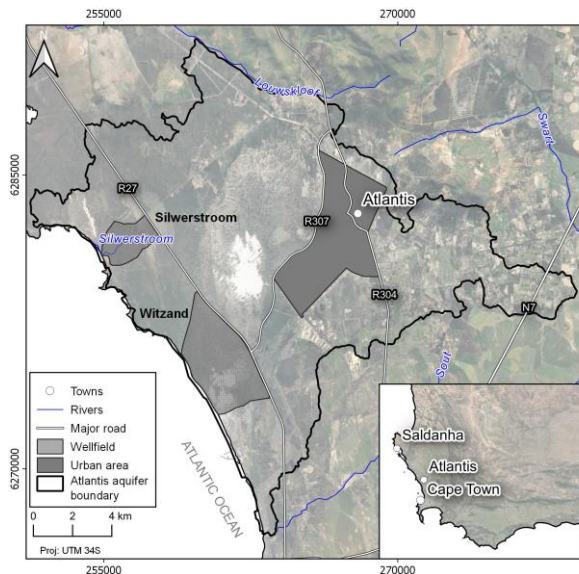 255000
270000
Louwskloof
Swart
6285000
R27
Atlantis
Silwerstroom
R307
Silwerstroom
R304
N7
Witzand
Sout
Towns
Rivers
Major road
Wellfield
Urban area
Atlantis aquifer
boundary
0 2 4 km
Proj: UTM 34S
ATLANTIC OCEAN
6270000
Saldanha
Atlantis
Cape Town
255000
270000